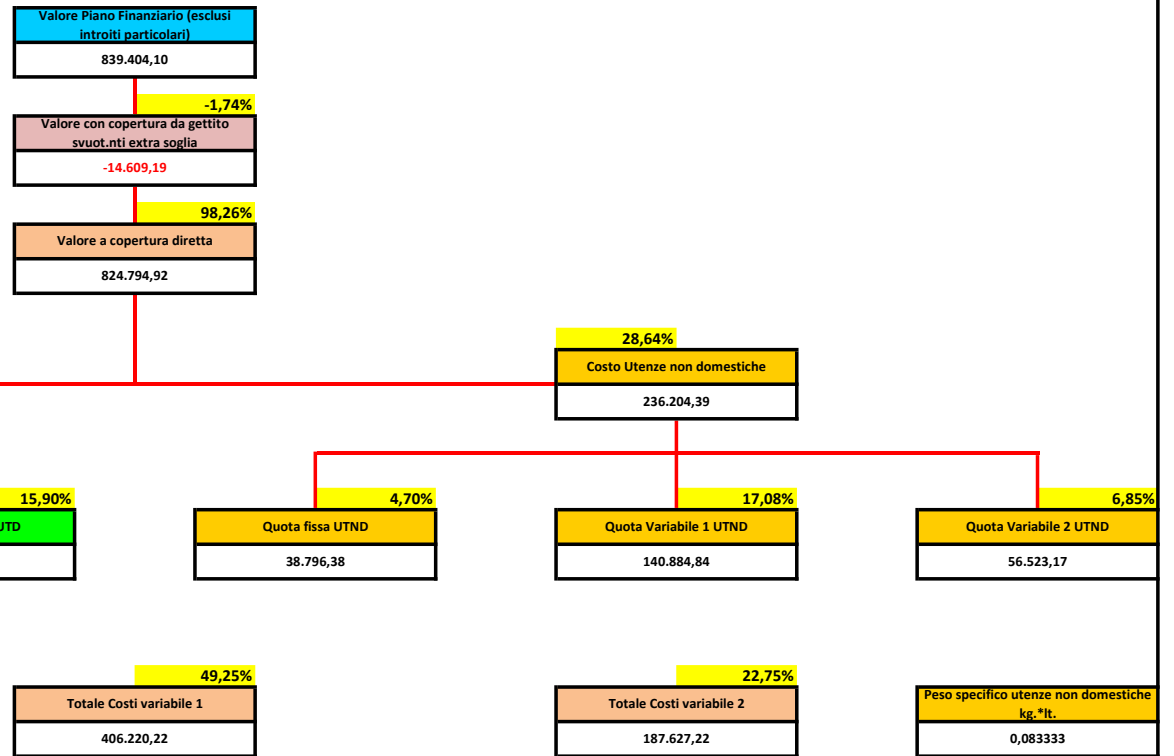 Valore Piano Finanziario (esclusi
introiti particolari)
839.404,10
-1,74%
Valore con copertura da gettito
svuot.nti extra soglia
-14.609,19
98,26%
Valore a copertura diretta
824.794,92
28,64%
Costo Utenze non domestiche
236.204,39
15,90%
4,70%
17,08%
6,85%
UTD
Quota fissa UTND
Quota Variabile 1 UTND
Quota Variabile 2 UTND
38.796,38
140.884,84
56.523,17
49,25%
22,75%
Totale Costi variabile 1
Totale Costi variabile 2
Peso specifico utenze non domestiche
kg.*lt.
406.220,22
187.627,22
0,083333